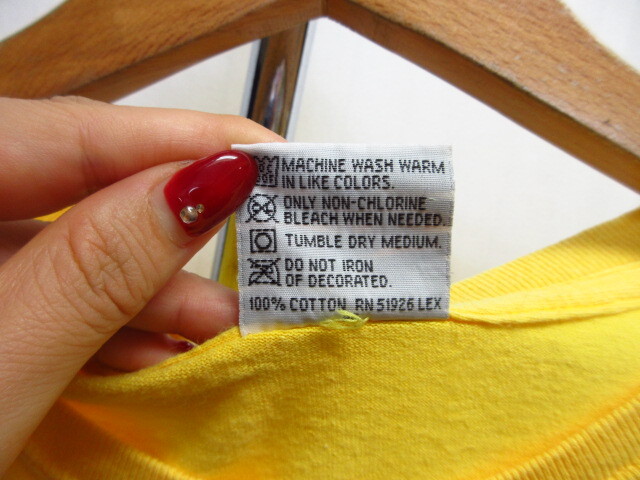 MACHINE WASH WARM
IN LIKE COLORS.
ONLY NON-CHLORINE
BLEACH WHEN NEEDED.
TUMBLE DRY MEDIUM.
DO NOT IRON
OF DECORATED.
100% COTTON RN 51926 LEX